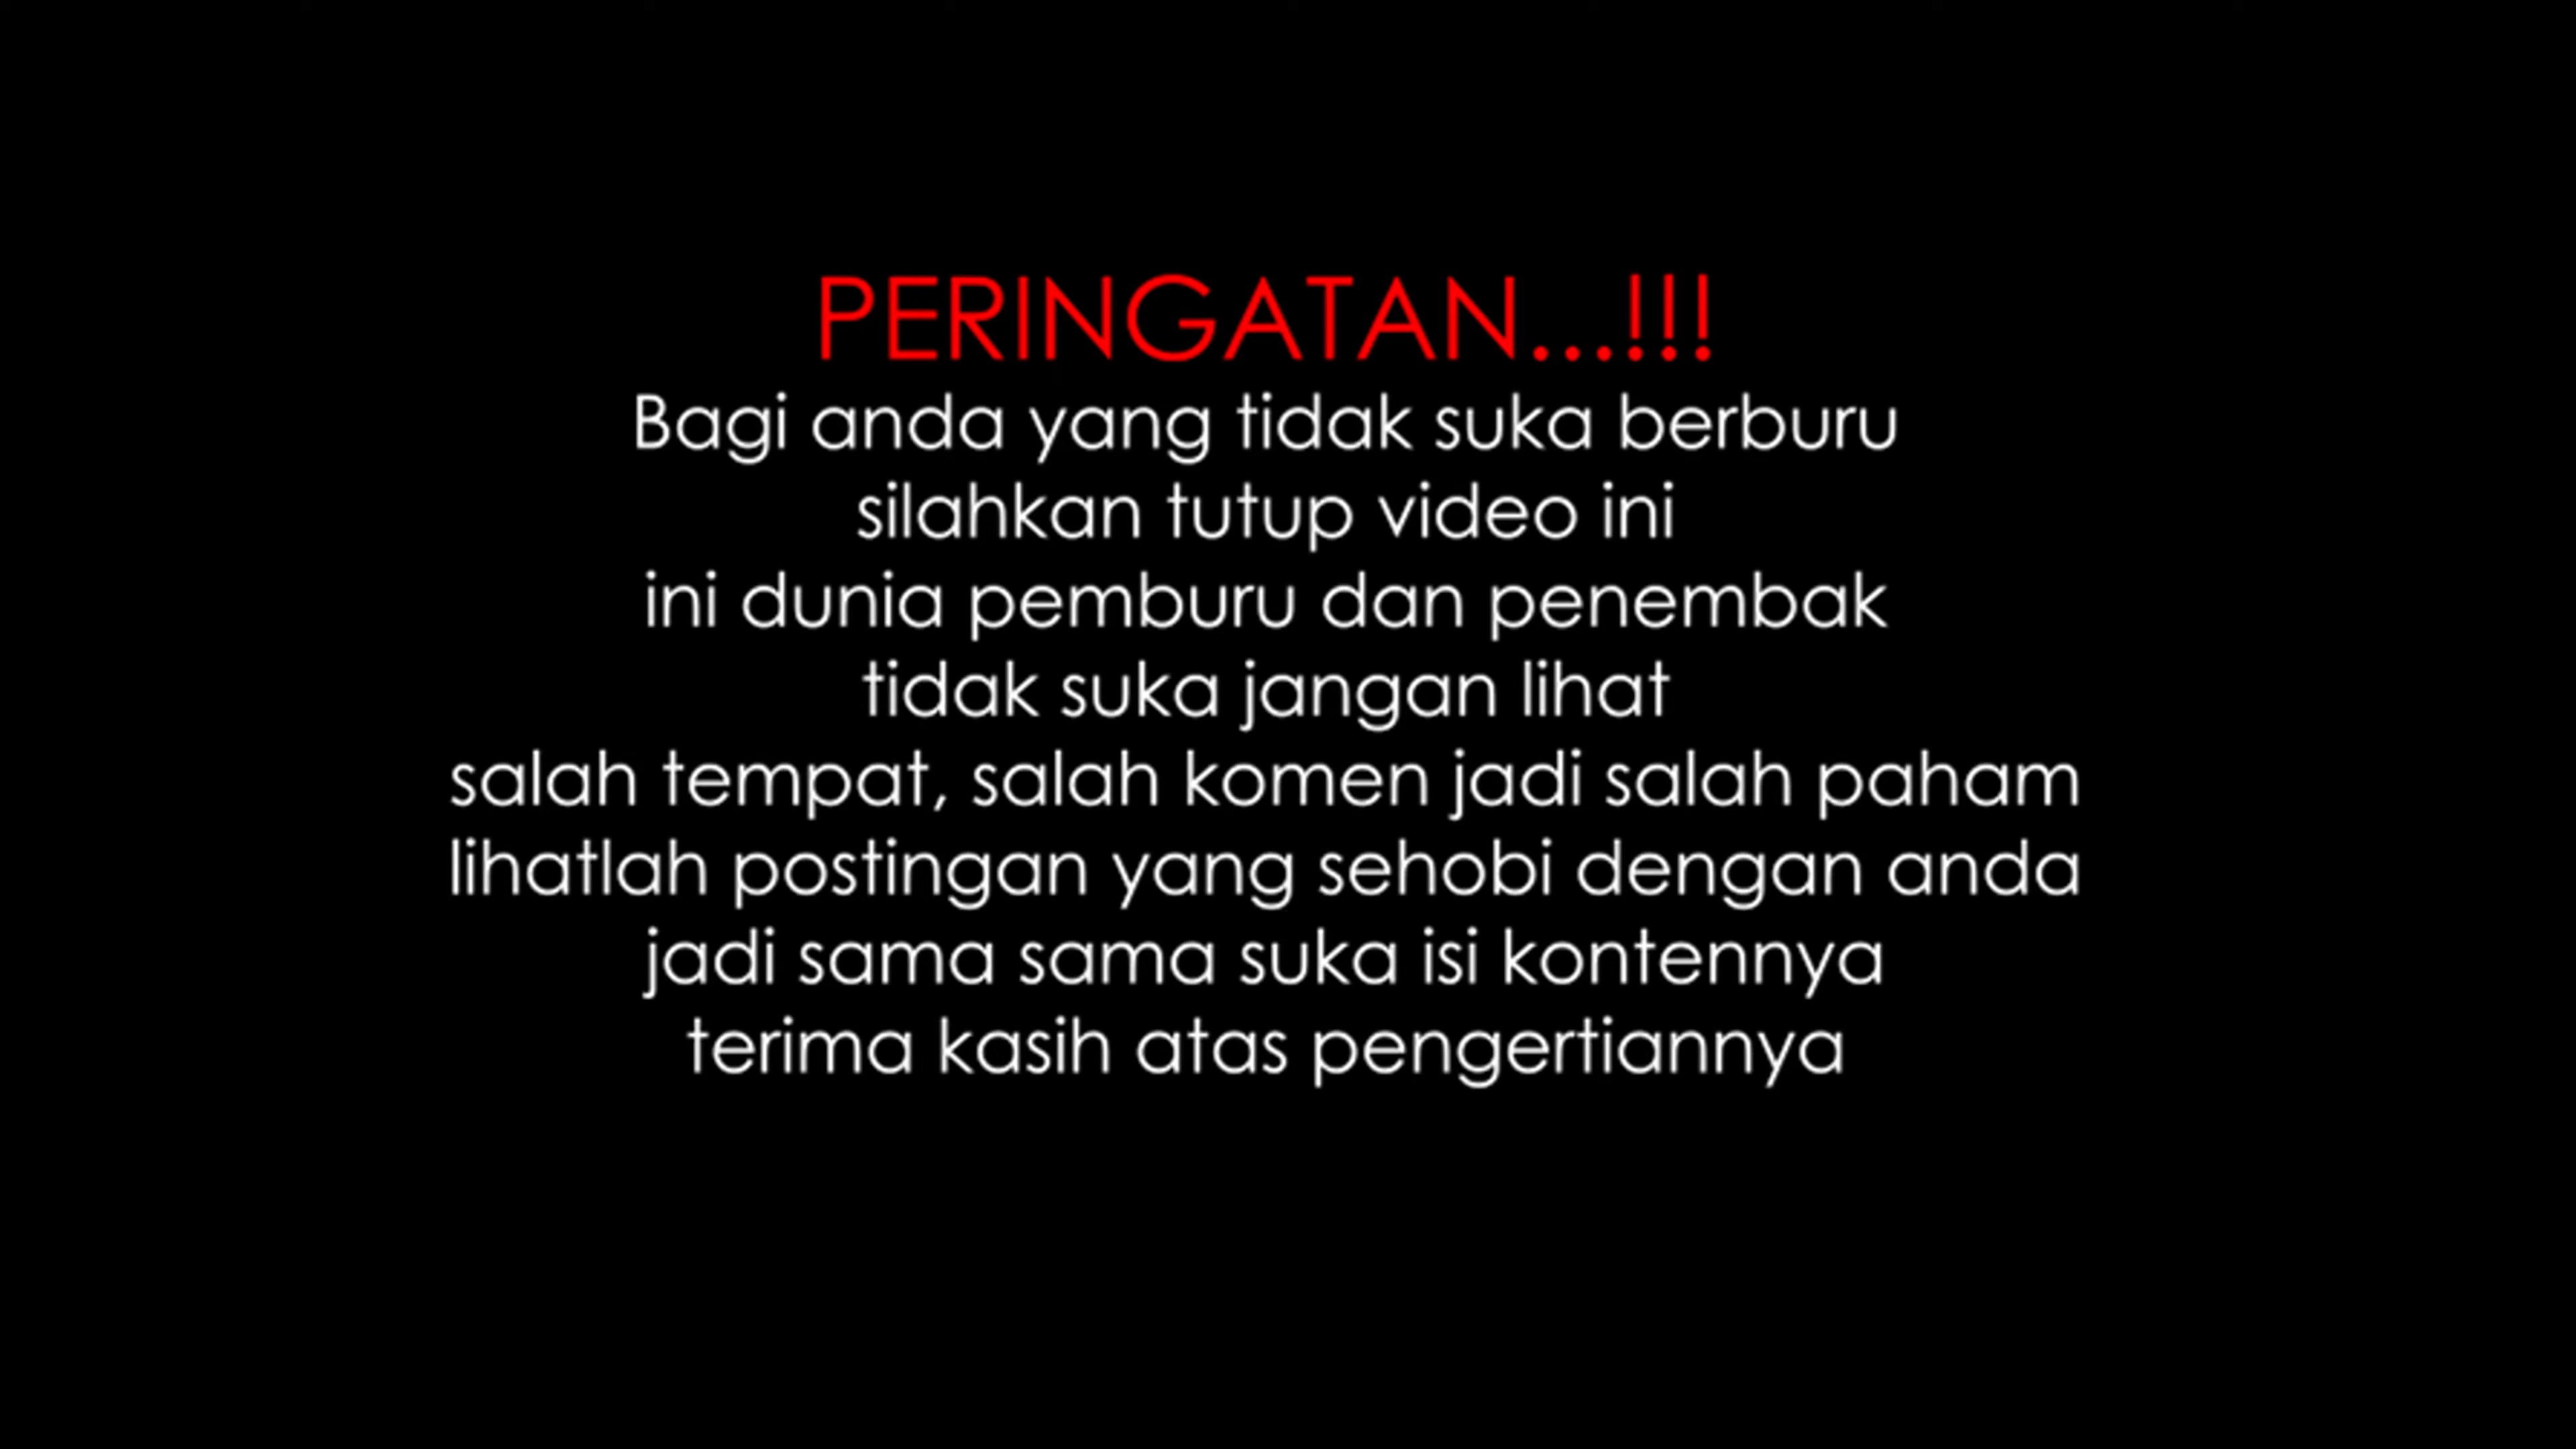 PERINGATAN...!!!
Bagi anda yang tidak suka berburu
silahkan tutup video ini
ini dunia pemburu dan penembak
tidak suka jangan lihat
salah tempat, salah komen jadi salah paham
lihatlah postingan yang sehobi dengan anda
jadi sama sama suka isi kontennya
terima kasih atas pengertiannya